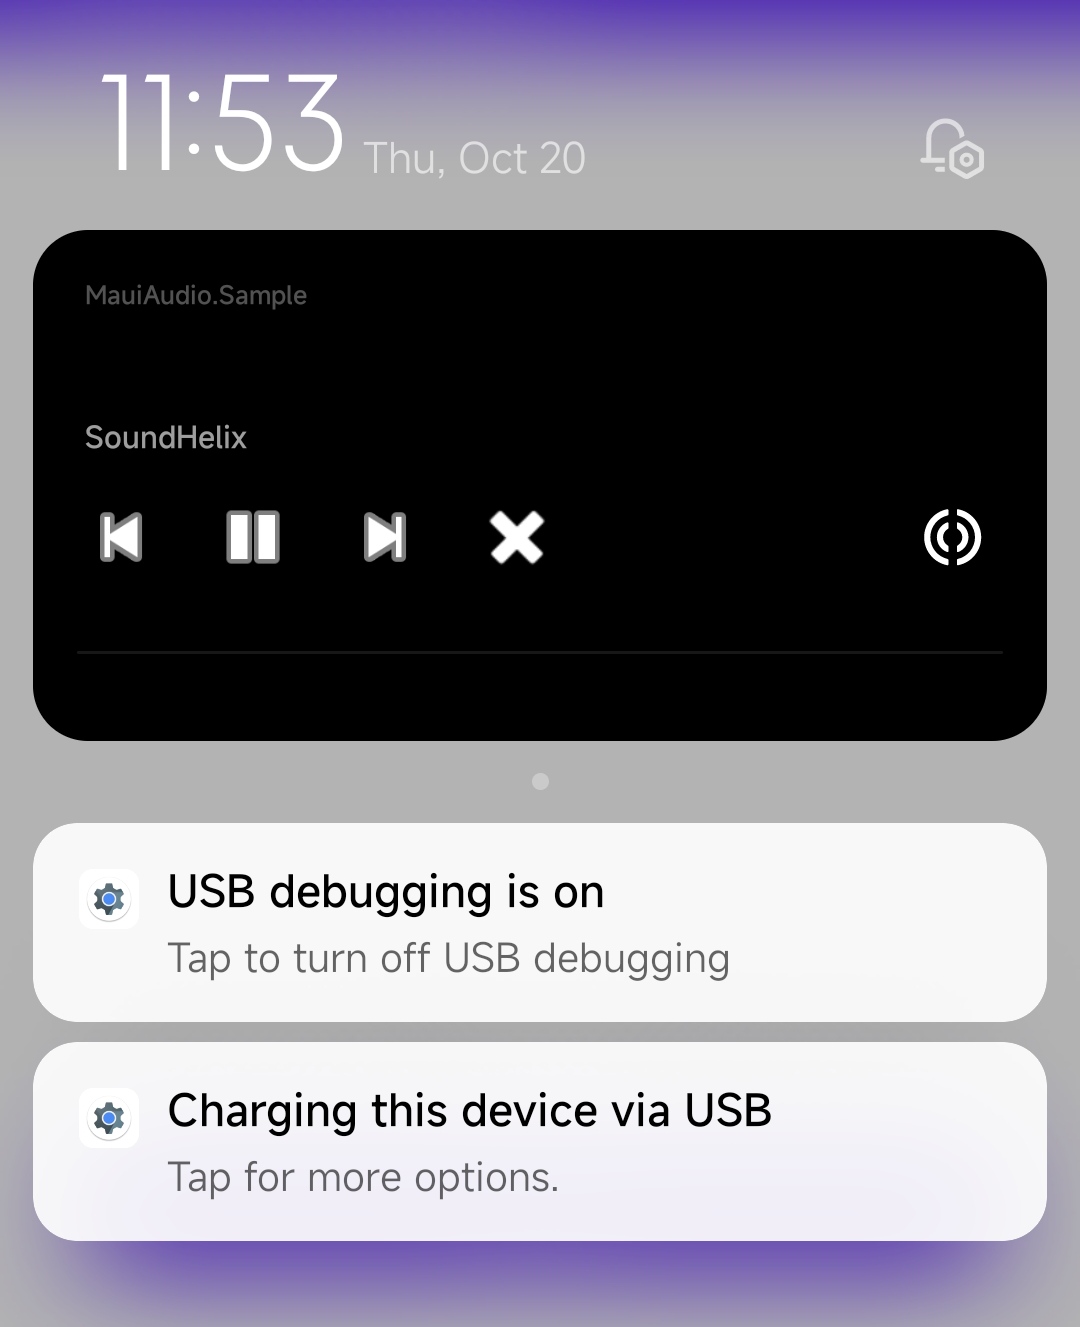 11:53 Thu, Oct 20
MauiAudio.Sample
SoundHelix
USB debugging is on
Tap to turn off USB debugging
Charging this device via USB
Tap for more options.